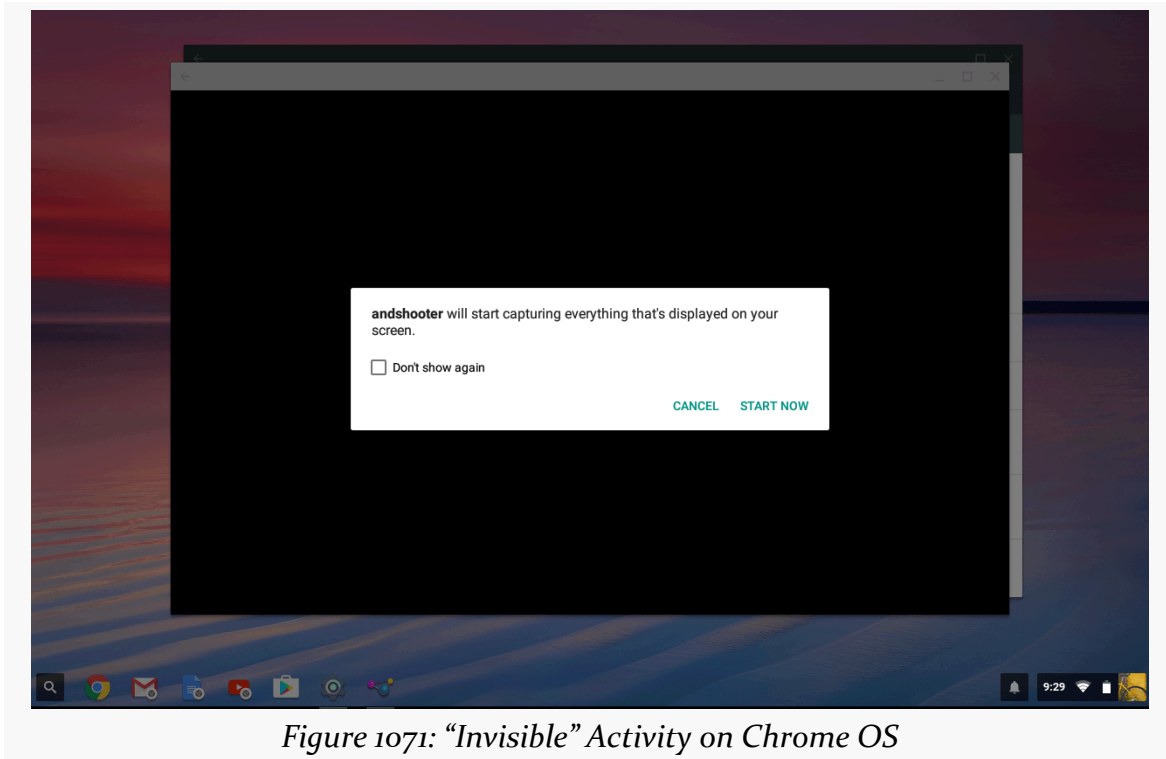 andshooter will start capturing everything that's displayed on your
screen.
Don't show again
CANCEL START NOW
9:29
Figure 1071: “Invisible” Activity on Chrome OS